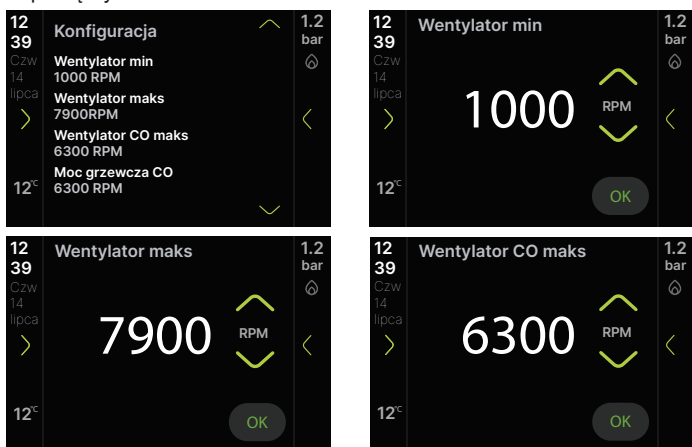 12
39
Czw
14
lipca
12°C
Konfiguracja
Wentylator min
1000 RPM
Wentylator maks
7900RPM
Wentylator CO maks
6300 RPM
Moc grzewcza CO
6300 RPM
1.2
bar
12
39
Czw
14
lipca
12°C
Wentylator min
1000
RPM
OK
1.2
bar
12
39
Czw
14
lipca
12°C
Wentylator maks
7900
RPM
OK
1.2
bar
12
39
Czw
14
lipca
12°C
Wentylator CO maks
6300
RPM
OK
1.2
bar